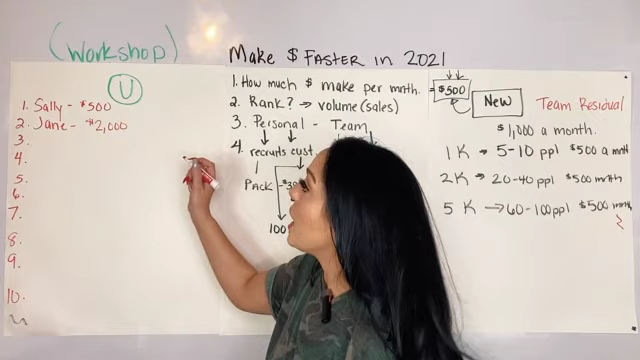 (Workshop)
Make $ Faster in 2021
U
1. Sally - $500
2. Jane - $2,000
3.
4.
5.
6.
7.
8.
9.
10.
1. How much $ make per mnth.
2. Rank? → volume (sales)
3. Personal - Team
4. recruits cust.
Pack
100
= $500
New
Team Residual
$1,000 a month.
1K → 5-10 ppl $500 a mnth
2K → 20-40 ppl $500 mnth
5K → 60-100 ppl $500 mnth